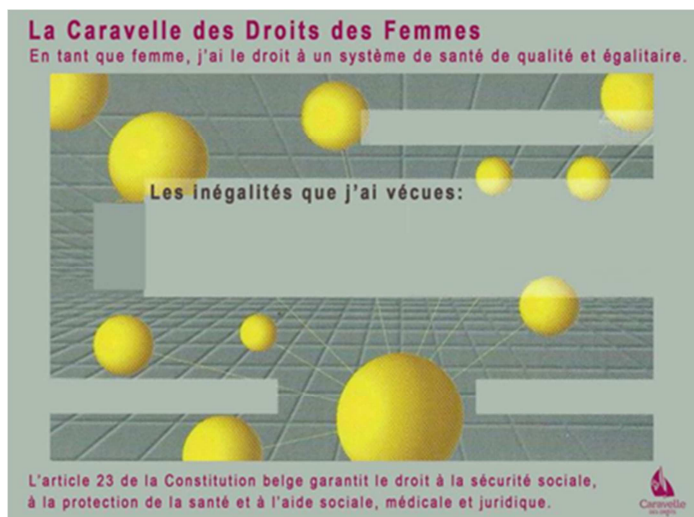 La Caravelle des Droits des Femmes
En tant que femme, j'ai le droit à un système de santé de qualité et égalitaire.
Les inégalités que j'ai vécues:
L'article 23 de la Constitution belge garantit le droit à la sécurité sociale,
à la protection de la santé et à l'aide sociale, médicale et juridique.
Caravelle
des droits